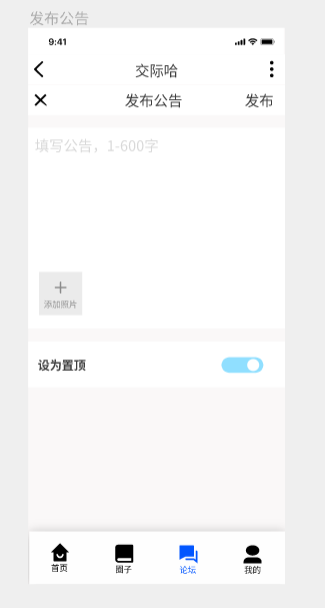 发布公告
9:41
交际哈
发布公告 发布
填写公告，1-600字
添加照片
设为置顶
首页 圈子 论坛 我的